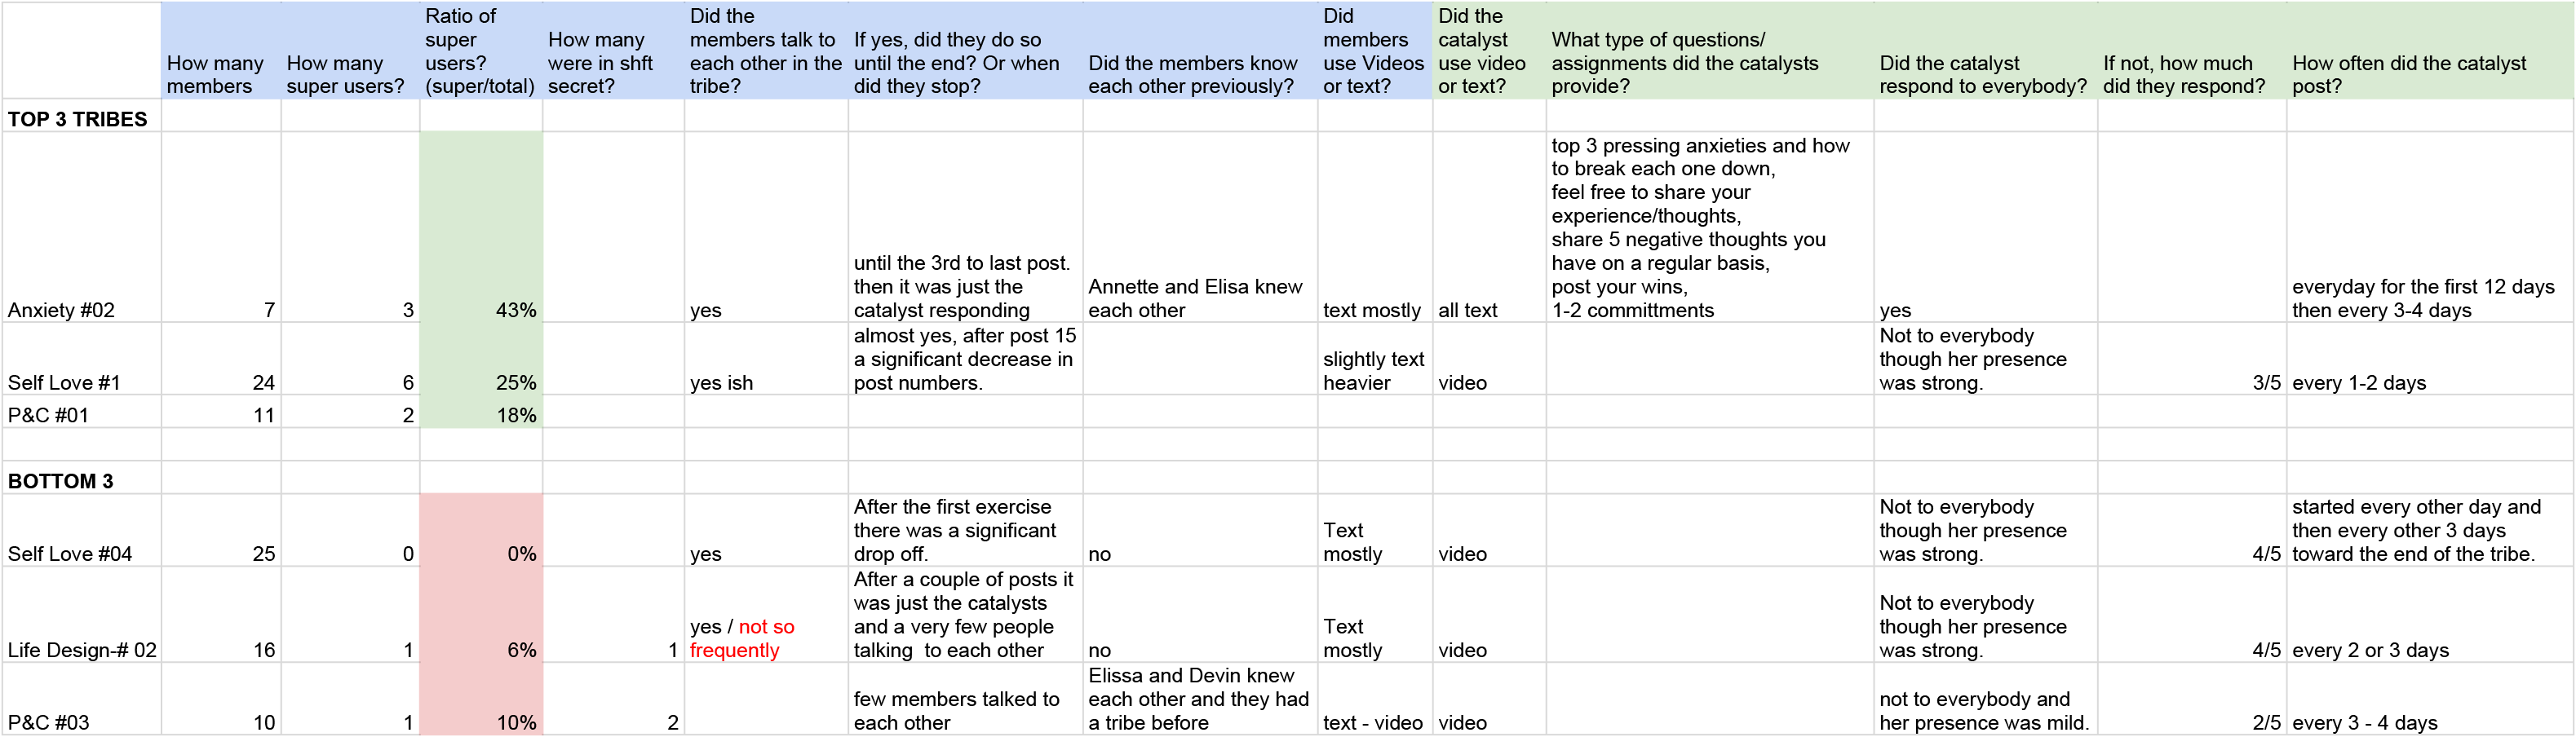 How many members
How many super users?
Ratio of super users? (super/total)
How many were in shft secret?
Did the members talk to each other in the tribe?
If yes, did they do so until the end? Or when did they stop?
Did the members know each other previously?
Did members use Videos or text?
Did the catalyst use video or text?
What type of questions/ assignments did the catalysts provide?
Did the catalyst respond to everybody?
If not, how much did they respond?
How often did the catalyst post?
TOP 3 TRIBES
Anxiety #02
7
3
43%
yes
until the 3rd to last post. then it was just the catalyst responding
Annette and Elisa knew each other
text mostly
all text
top 3 pressing anxieties and how to break each one down,
feel free to share your experience/thoughts,
share 5 negative thoughts you have on a regular basis,
post your wins,
1-2 committments
yes
everyday for the first 12 days then every 3-4 days
Self Love #1
24
6
25%
yes ish
almost yes, after post 15 a significant decrease in post numbers.
slightly text heavier
video
Not to everybody though her presence was strong.
3/5
every 1-2 days
P&C #01
11
2
18%
BOTTOM 3
Self Love #04
25
0
0%
yes
After the first exercise there was a significant drop off.
no
Text mostly
video
Not to everybody though her presence was strong.
4/5
started every other day and then every other 3 days toward the end of the tribe.
Life Design-# 02
16
1
6%
1
yes / not so frequently
After a couple of posts it was just the catalysts and a very few people talking  to each other
no
Text mostly
video
Not to everybody though her presence was strong.
4/5
every 2 or 3 days
P&C #03
10
1
10%
2
few members talked to each other
Elissa and Devin knew each other and they had a tribe before
text - video
video
not to everybody and her presence was mild.
2/5
every 3 - 4 days